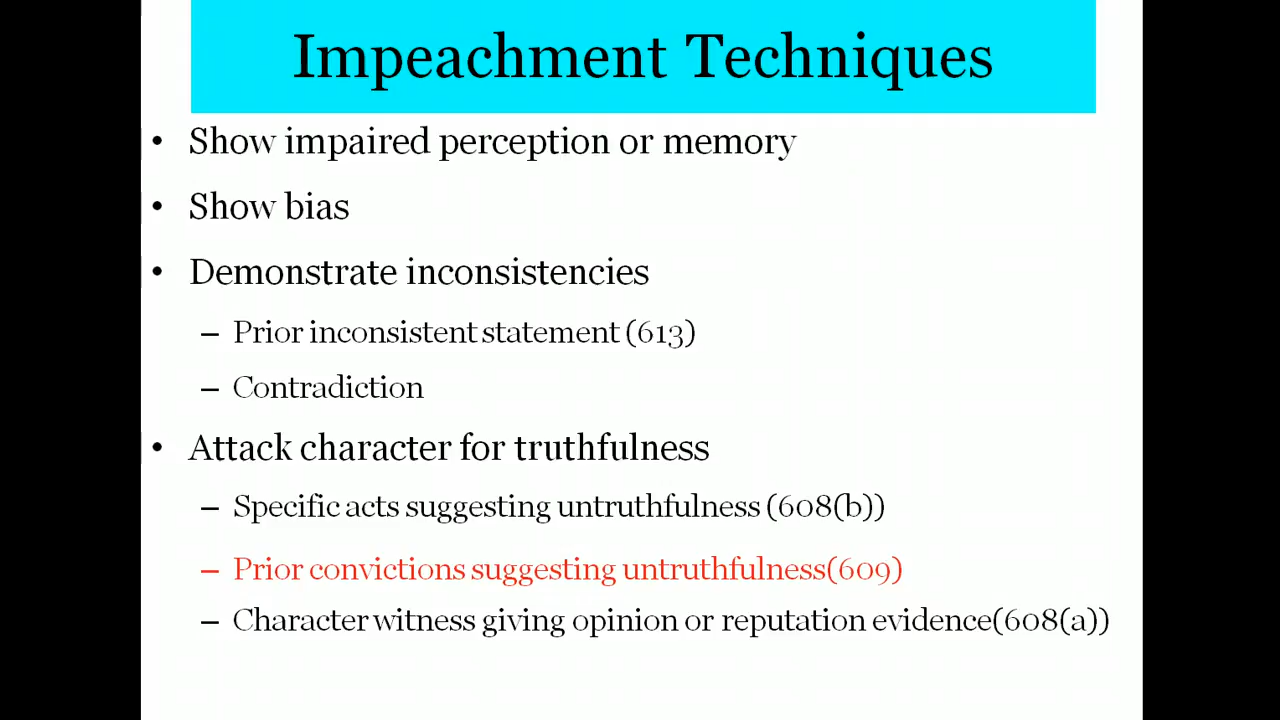 Impeachment Techniques
• Show impaired perception or memory
• Show bias
• Demonstrate inconsistencies
– Prior inconsistent statement (613)
– Contradiction
• Attack character for truthfulness
– Specific acts suggesting untruthfulness (608(b))
– Prior convictions suggesting untruthfulness(609)
– Character witness giving opinion or reputation evidence(608(a))